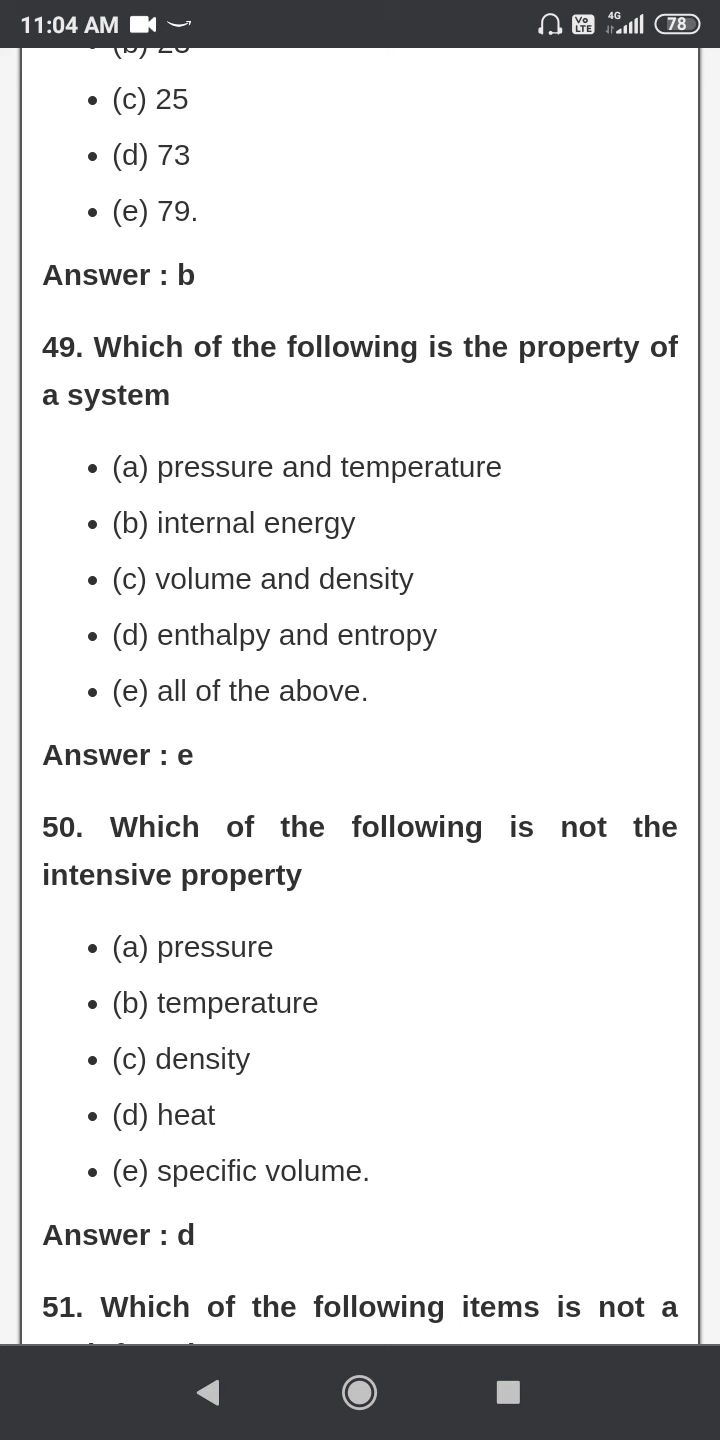 11:04 AM
Vo LTE
4G
78
(c) 25
(d) 73
(e) 79.
Answer : b
49. Which of the following is the property of
a system
(a) pressure and temperature
(b) internal energy
(c) volume and density
(d) enthalpy and entropy
(e) all of the above.
Answer : e
50. Which of the following is not the
intensive property
(a) pressure
(b) temperature
(c) density
(d) heat
(e) specific volume.
Answer : d
51. Which of the following items is not a